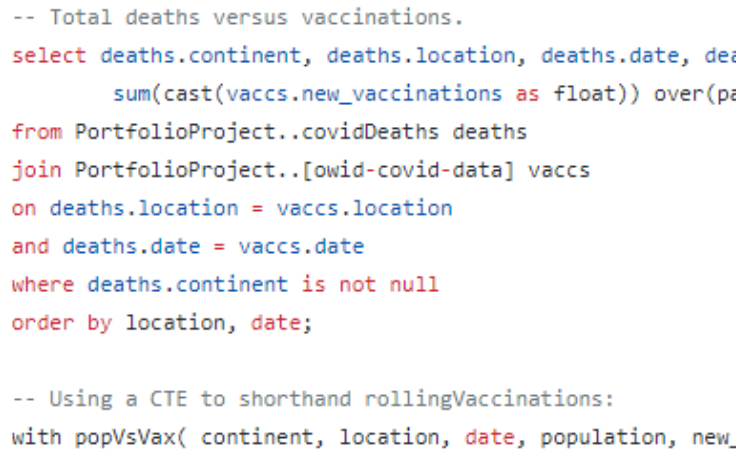 -- Total deaths versus vaccinations.
select deaths.continent, deaths.location, deaths.date,
sum(cast(vaccs.new_vaccinations as float)) over(
from PortfolioProject..covidDeaths deaths
join PortfolioProject..[owid-covid-data] vaccs
on deaths.location = vaccs.location
and deaths.date = vaccs.date
where deaths.continent is not null
order by location, date;
-- Using a CTE to shorthand rollingVaccinations:
with popVsVax( continent, location, date, population, new_